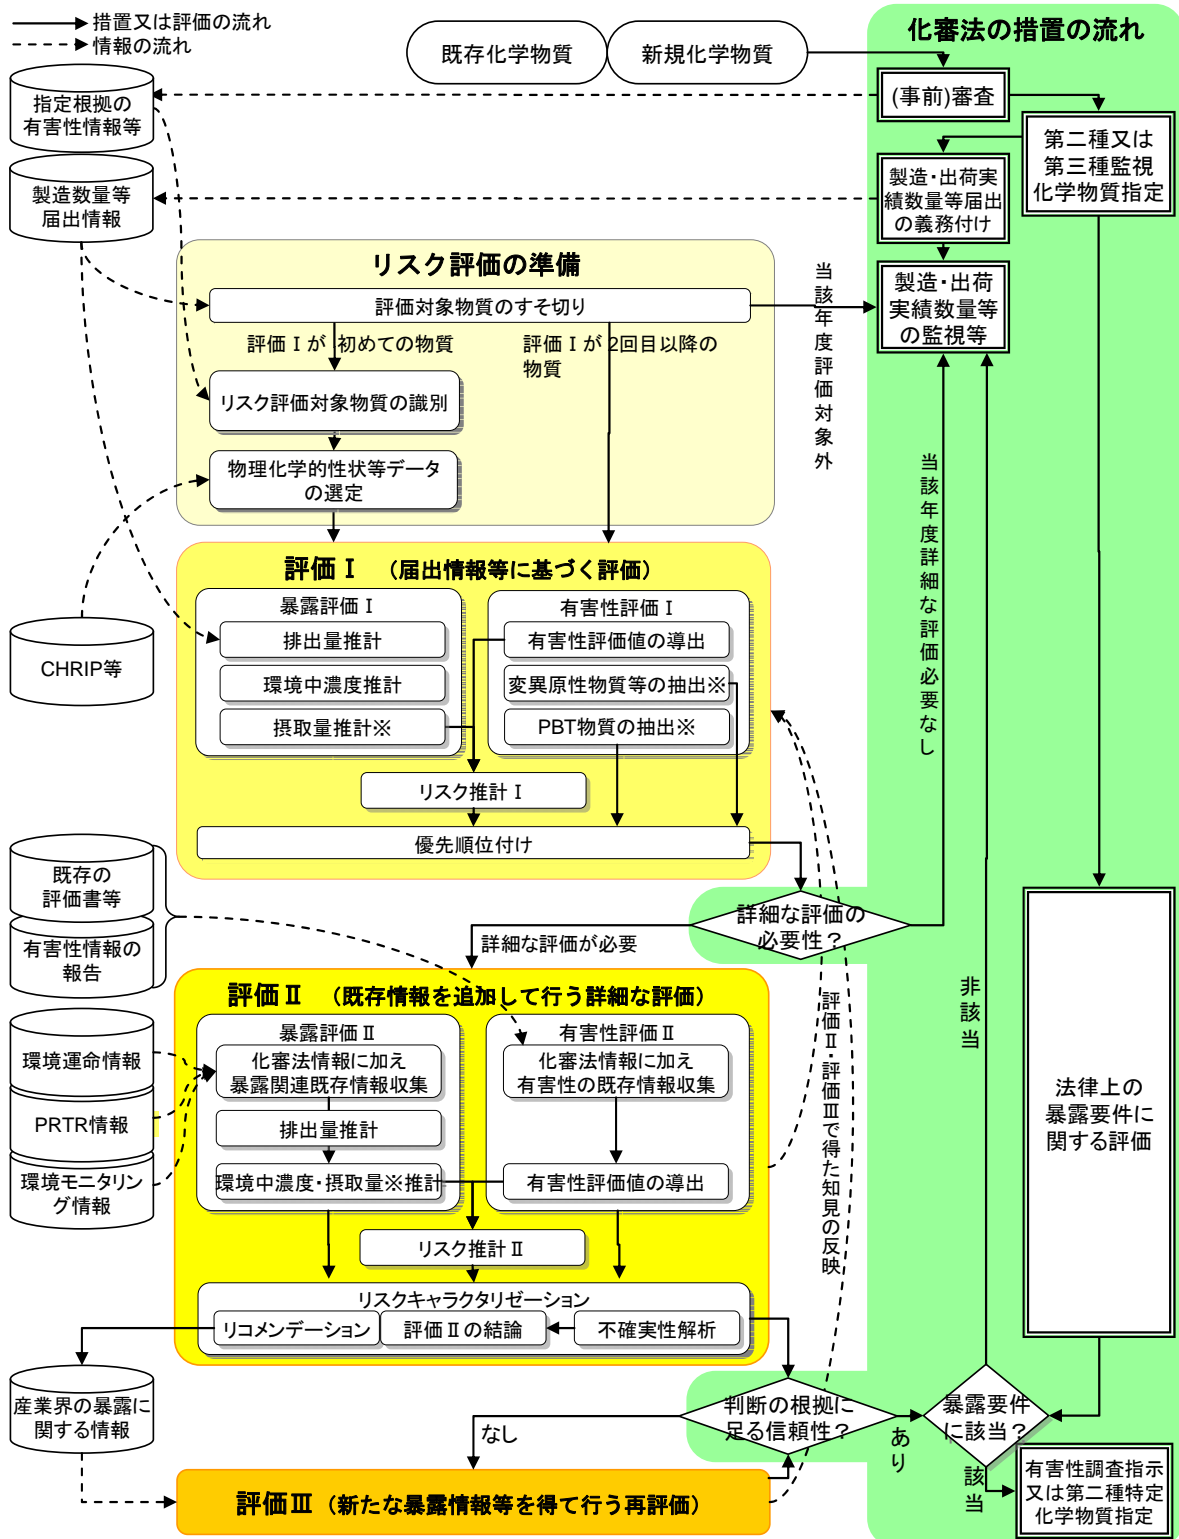 措置又は評価の流れ
情報の流れ
化審法の措置の流れ
既存化学物質
新規化学物質
(事前)審査
指定根拠の
有害性情報等
第二種又は
第三種監視
化学物質指定
製造数量等
届出情報
製造・出荷実
績数量等届出
の義務付け
リスク評価の準備
当該年度評価対象外
製造・出荷
実績数量等
の監視等
評価対象物質のすそ切り
評価Ⅰが 初めての物質
評価Ⅰが 2回目以降の
物質
リスク評価対象物質の識別
物理化学的性状等データ
の選定
当該年度詳細な評価必要なし
評価Ⅰ (届出情報等に基づく評価)
暴露評価Ⅰ
有害性評価Ⅰ
排出量推計
有害性評価値の導出
CHRIP等
環境中濃度推計
変異原性物質等の抽出※
摂取量推計※
PBT物質の抽出※
リスク推計Ⅰ
優先順位付け
既存の
評価書等
有害性情報の
報告
詳細な評価の
必要性?
詳細な評価が必要
評価Ⅱ (既存情報を追加して行う詳細な評価)
評価Ⅱ・評価Ⅲで得た知見の反映
非該当
暴露評価Ⅱ
有害性評価Ⅱ
環境運命情報
化審法情報に加え
暴露関連既存情報収集
化審法情報に加え
有害性の既存情報収集
法律上の
暴露要件に
関する評価
PRTR情報
排出量推計
環境モニタリン
グ情報
環境中濃度・摂取量※推計
有害性評価値の導出
リスク推計Ⅱ
リスクキャラクタリゼーション
リコメンデーション
評価Ⅱの結論
不確実性解析
産業界の暴露に
関する情報
判断の根拠に
足る信頼性?
暴露要件
に該当?
なし
あり
該当
有害性調査指示
又は第二種特定
化学物質指定
評価Ⅲ (新たな暴露情報等を得て行う再評価)